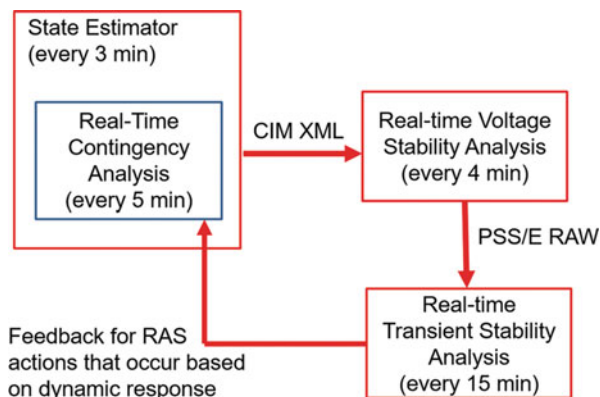 State Estimator
(every 3 min)
Real-Time
Contingency
Analysis
(every 5 min)
CIM XML
Real-time Voltage
Stability Analysis
(every 4 min)
PSS/E RAW
Real-time
Transient Stability
Analysis
(every 15 min)
Feedback for RAS
actions that occur based
on dynamic response